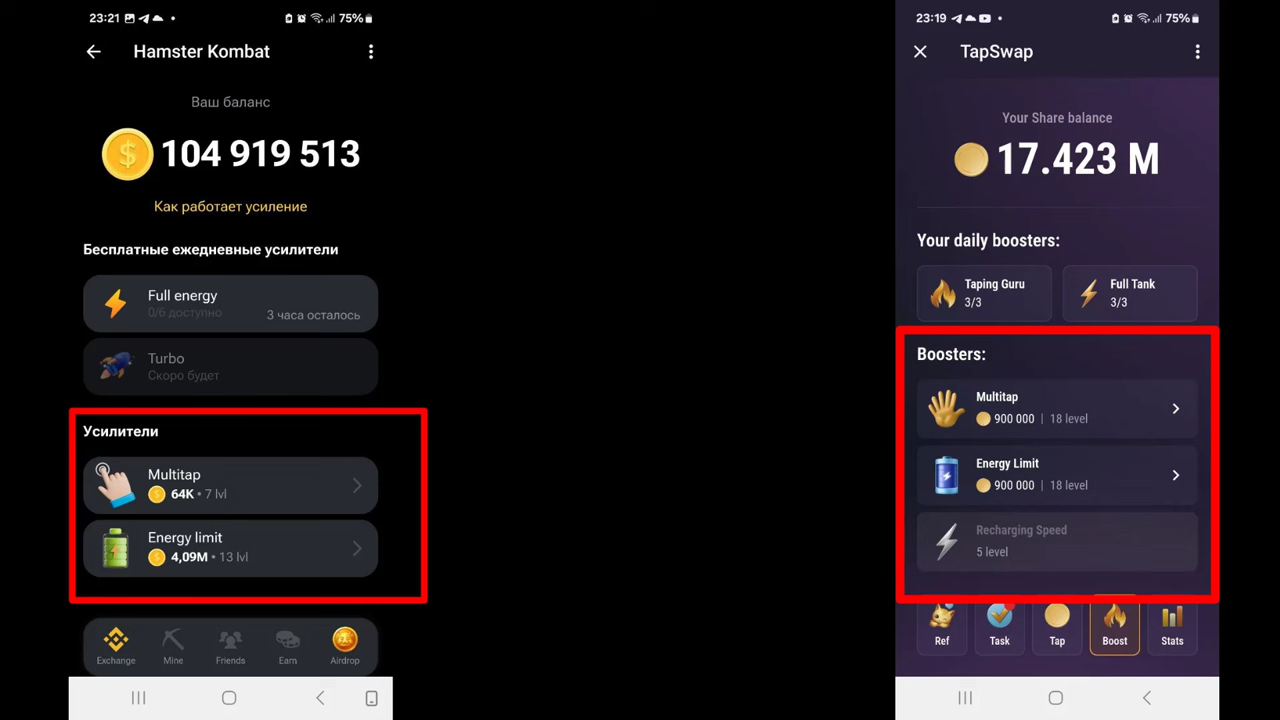 23:21
75%
Hamster Kombat
Ваш баланс
104 919 513
Как работает усиление
Бесплатные ежедневные усилители
Full energy
0/6 доступно
3 часа осталось
Turbo
Скоро будет
Усилители
Multitap
64K • 7 lvl
Energy limit
4,09M • 13 lvl
Exchange
Mine
Friends
Earn
Airdrop
23:19
75%
TapSwap
Your Share balance
17.423 M
Your daily boosters:
Taping Guru
3/3
Full Tank
3/3
Boosters:
Multitap
900 000 | 18 level
Energy Limit
900 000 | 18 level
Recharging Speed
5 level
Ref
Task
Tap
Boost
Stats